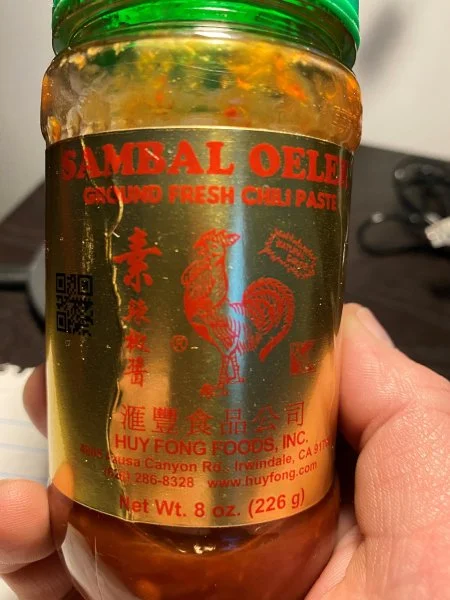 SAMBAL OELE
GROUND FRESH CHILI PASTE
素辣椒醬
®
滙豐食品公司
HUY FONG FOODS, INC.
Canyon Rd., Irwindale, CA
286-8328 www.huyfong.com
Net Wt. 8 oz. (226 g)